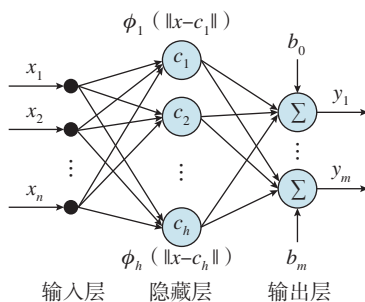 ϕ₁（‖x−c₁‖） b₀
x₁ c₁
x₂ c₂ Σ y₁
⋮ ⋮ ⋮
xₙ cₕ Σ yₘ
ϕₕ（‖x−cₕ‖） bₘ
输入层 隐藏层 输出层